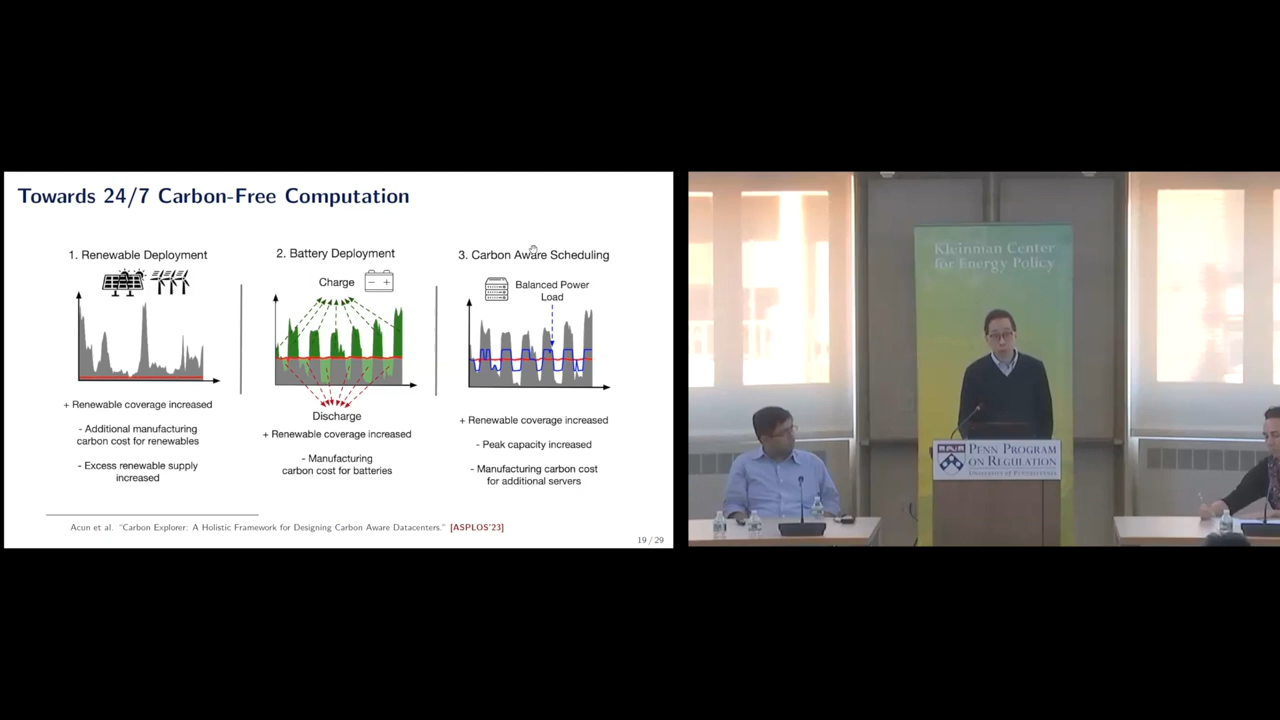 Towards 24/7 Carbon-Free Computation
1. Renewable Deployment
+ Renewable coverage increased
- Additional manufacturing
carbon cost for renewables
- Excess renewable supply
increased
2. Battery Deployment
Charge
Discharge
+ Renewable coverage increased
- Manufacturing
carbon cost for batteries
3. Carbon Aware Scheduling
Balanced Power
Load
+ Renewable coverage increased
- Peak capacity increased
- Manufacturing carbon cost
for additional servers
Acun et al. “Carbon Explorer: A Holistic Framework for Designing Carbon Aware Datacenters.” [ASPLOS'23]
19 / 29
Kleinman Center
for Energy Policy
PENN PROGRAM
ON REGULATION
UNIVERSITY OF PENNSYLVANIA